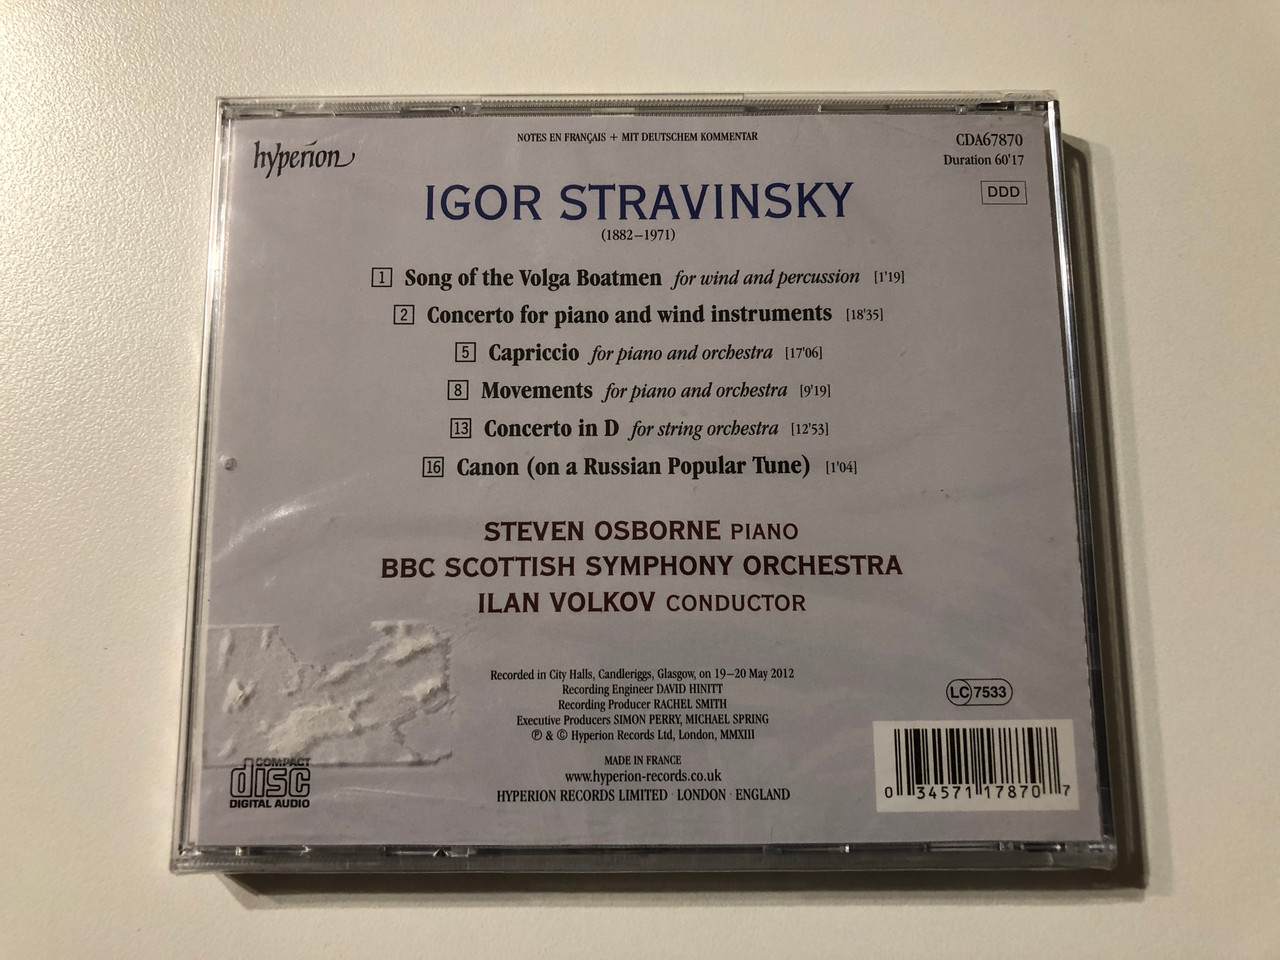 NOTES EN FRANÇAIS + MIT DEUTSCHEM KOMMENTAR
hyperion
CDA67870
Duration 60'17
DDD
IGOR STRAVINSKY
(1882–1971)
1 Song of the Volga Boatmen for wind and percussion [1'19]
2 Concerto for piano and wind instruments [18'35]
5 Capriccio for piano and orchestra [17'06]
8 Movements for piano and orchestra [9'19]
13 Concerto in D for string orchestra [12'53]
16 Canon (on a Russian Popular Tune) [1'04]
STEVEN OSBORNE PIANO
BBC SCOTTISH SYMPHONY ORCHESTRA
ILAN VOLKOV CONDUCTOR
Recorded in City Halls, Candleriggs, Glasgow, on 19–20 May 2012
Recording Engineer DAVID HINITT
Recording Producer RACHEL SMITH
Executive Producers SIMON PERRY, MICHAEL SPRING
℗ & © Hyperion Records Ltd, London, MMXIII
MADE IN FRANCE
www.hyperion-records.co.uk
HYPERION RECORDS LIMITED · LONDON · ENGLAND
COMPACT
disc
DIGITAL AUDIO
LC 7533
0 34571 17870 7